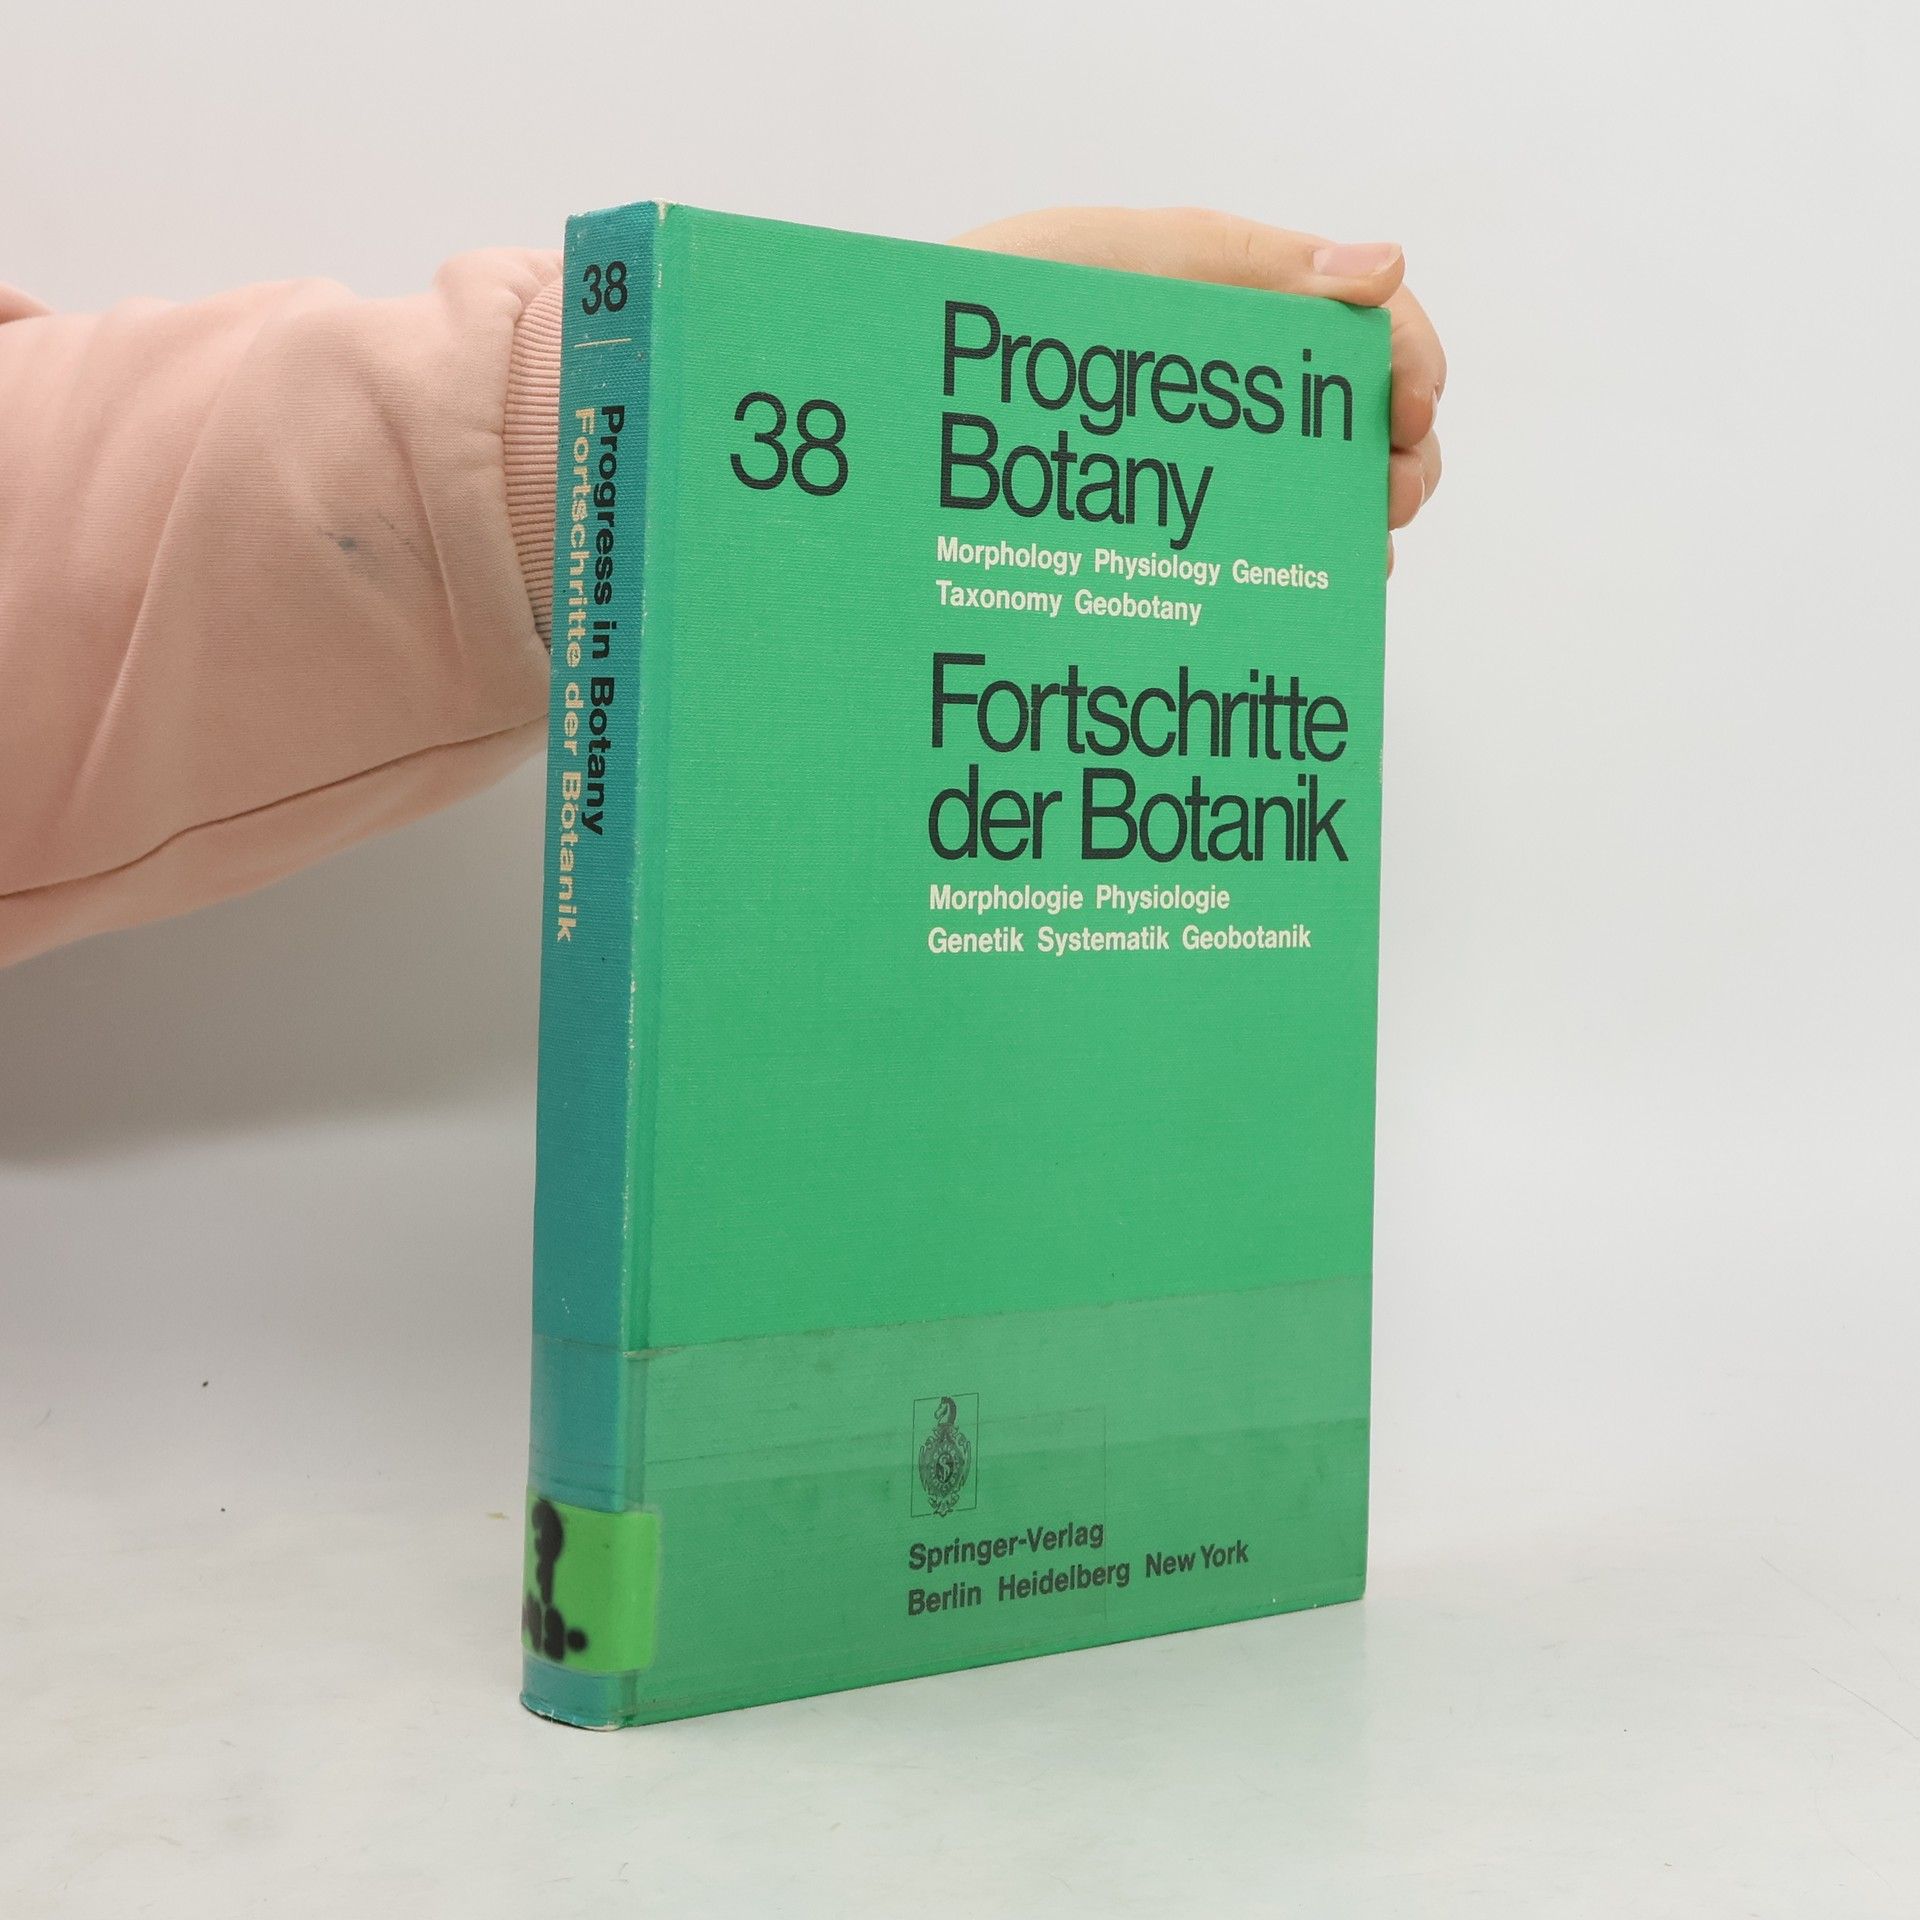 38
Progress in Botany
Fortschritte der Botanik
38
Progress in
Botany
Morphology Physiology Genetics
Taxonomy Geobotany
Fortschritte
der Botanik
Morphologie Physiologie
Genetik Systematik Geobotanik
Springer-Verlag
Berlin Heidelberg New York